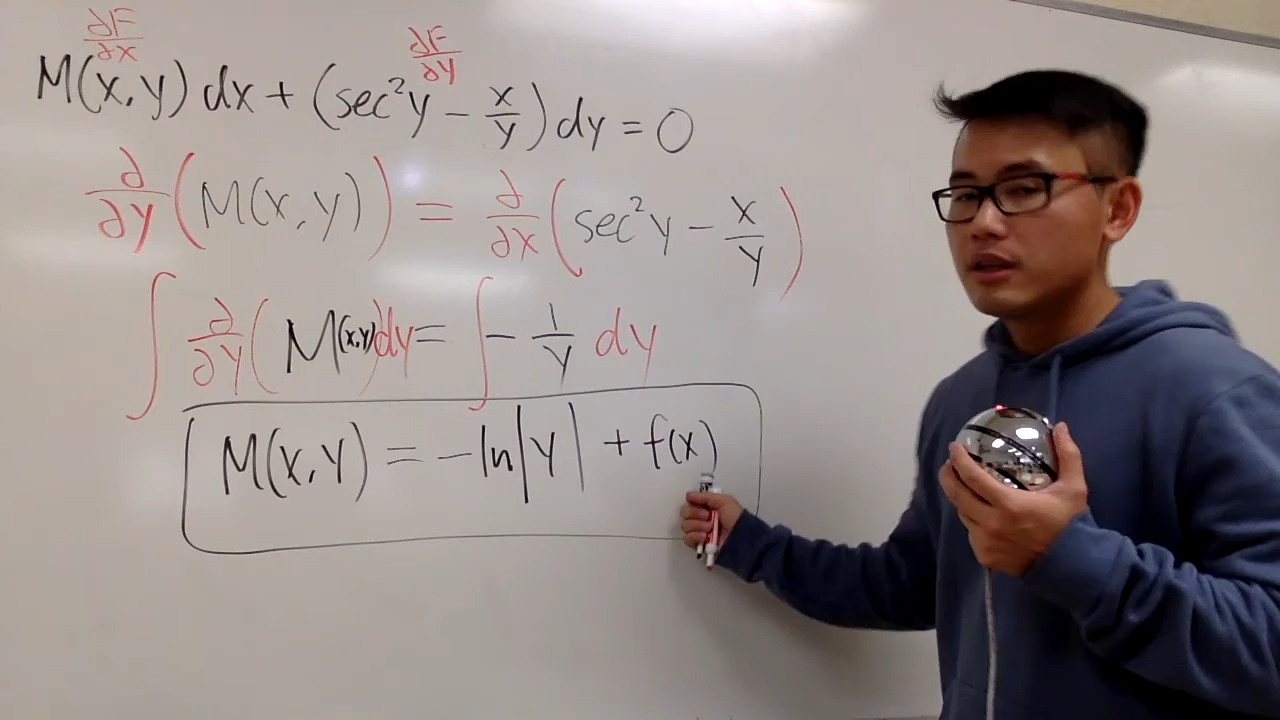 ∂F/∂x ∂F/∂y
M(x,y) dx + (sec²y − x/y) dy = 0
∂/∂y (M(x,y)) = ∂/∂x (sec²y − x/y)
∫ ∂/∂y (M(x,y)) dy = ∫ − 1/y dy
M(x,y) = −ln|y| + f(x)